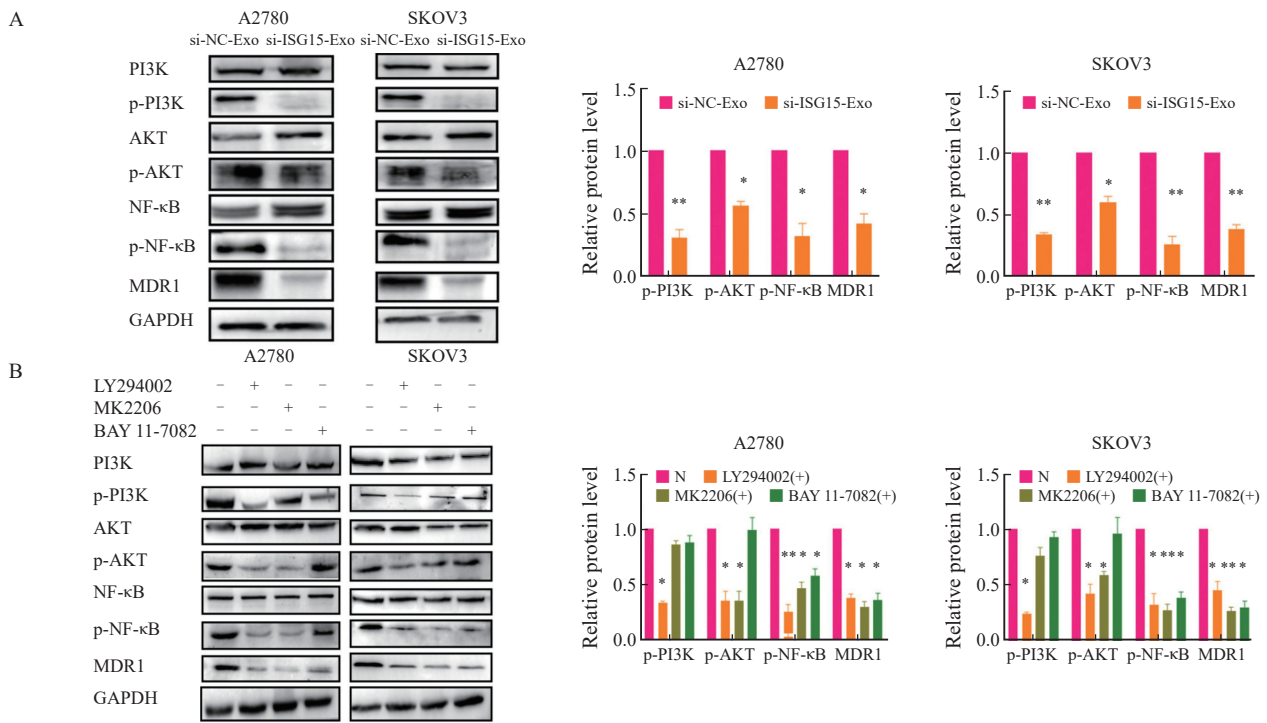 A
A2780 SKOV3
si-NC-Exo si-ISG15-Exo si-NC-Exo si-ISG15-Exo
PI3K
p-PI3K
AKT
p-AKT
NF-κB
p-NF-κB
MDR1
GAPDH
A2780
si-NC-Exo si-ISG15-Exo
Relative protein level
1.5
1.0
0.5
0.0
** * * *
p-PI3K p-AKT p-NF-κB MDR1
SKOV3
si-NC-Exo si-ISG15-Exo
Relative protein level
1.5
1.0
0.5
0.0
** * ** **
p-PI3K p-AKT p-NF-κB MDR1
B
A2780 SKOV3
LY294002 − + − − − + − −
MK2206 − − + − − − + −
BAY 11-7082 − − − + − − − +
PI3K
p-PI3K
AKT
p-AKT
NF-κB
p-NF-κB
MDR1
GAPDH
A2780
N LY294002(+)
MK2206(+) BAY 11-7082(+)
Relative protein level
1.5
1.0
0.5
0.0
* * * ** * * * * *
p-PI3K p-AKT p-NF-κB MDR1
SKOV3
N LY294002(+)
MK2206(+) BAY 11-7082(+)
Relative protein level
1.5
1.0
0.5
0.0
* * * * ** * * ** *
p-PI3K p-AKT p-NF-κB MDR1